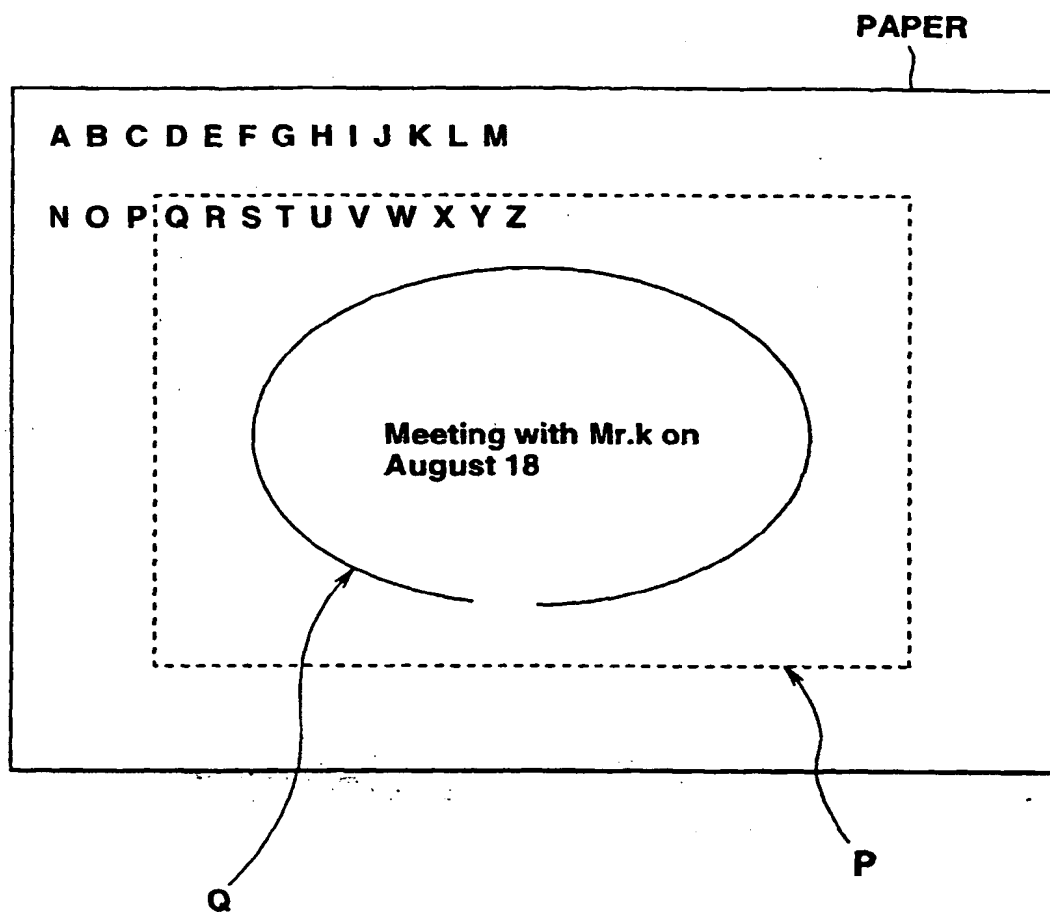 PAPER
A B C D E F G H I J K L M
N O P Q R S T U V W X Y Z
Meeting with Mr.k on
August 18
P
Q